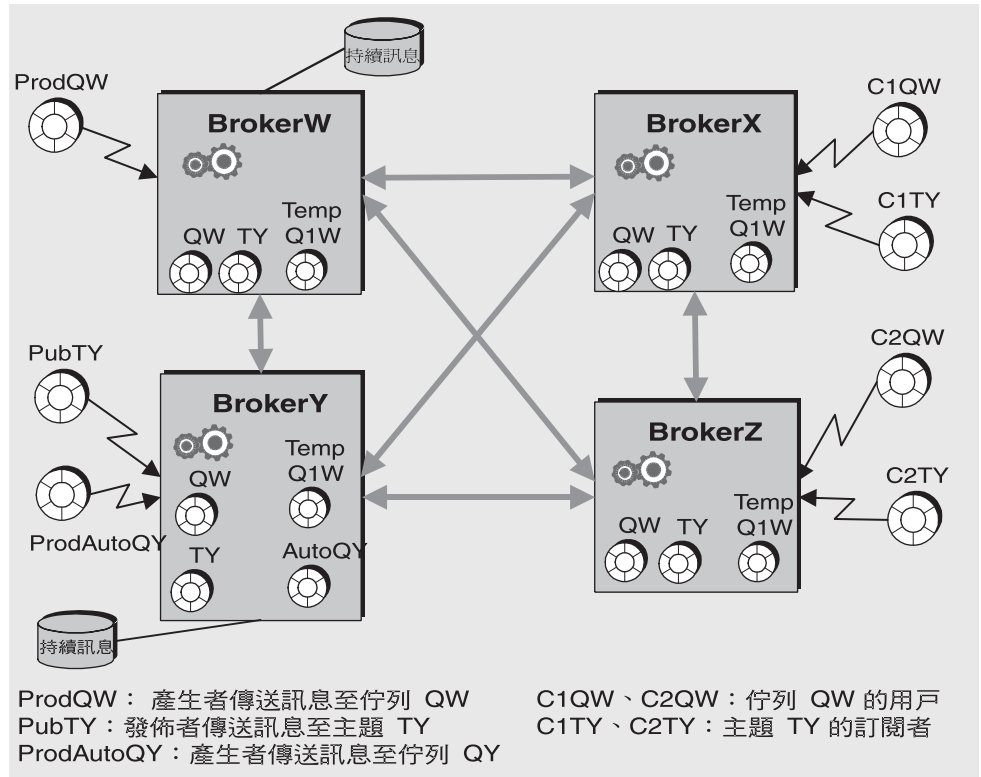 持續訊息
ProdQW
BrokerW
QW TY Temp Q1W
BrokerX
QW TY Temp Q1W
C1QW
C1TY
PubTY
ProdAutoQY
BrokerY
QW
Temp Q1W
TY
AutoQY
BrokerZ
QW TY Temp Q1W
C2QW
C2TY
持續訊息
ProdQW： 產生者傳送訊息至佇列 QW
PubTY：發佈者傳送訊息至主題 TY
ProdAutoQY：產生者傳送訊息至佇列 QY
C1QW、C2QW：佇列 QW 的用戶
C1TY、C2TY：主題 TY 的訂閱者